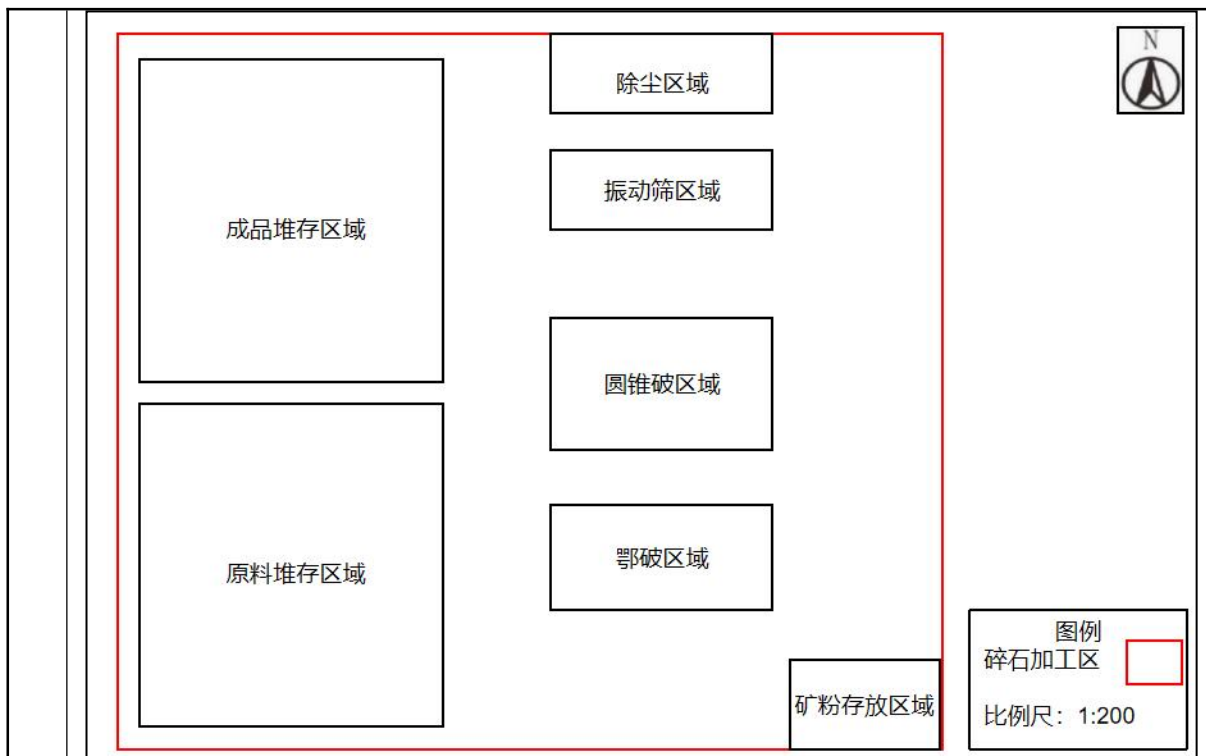 N
除尘区域
振动筛区域
成品堆存区域
圆锥破区域
鄂破区域
原料堆存区域
矿粉存放区域
图例
碎石加工区
比例尺：1:200